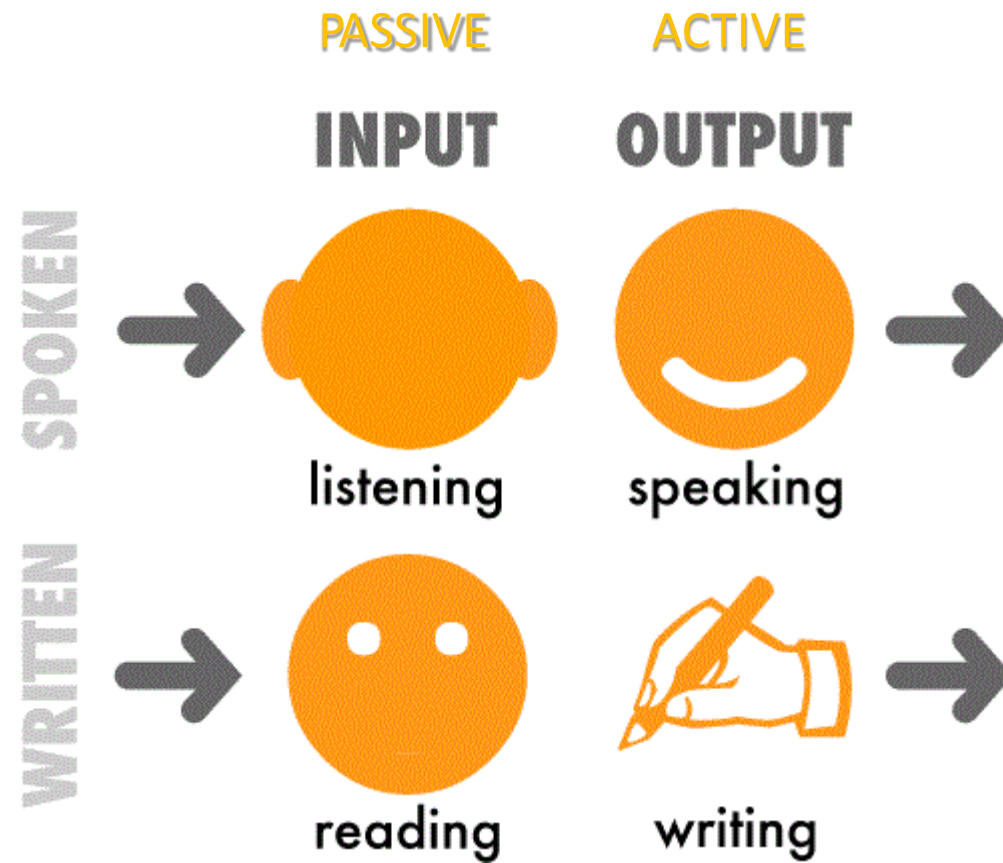 PASSIVE ACTIVE
INPUT OUTPUT
SPOKEN
listening speaking
WRITTEN
reading writing